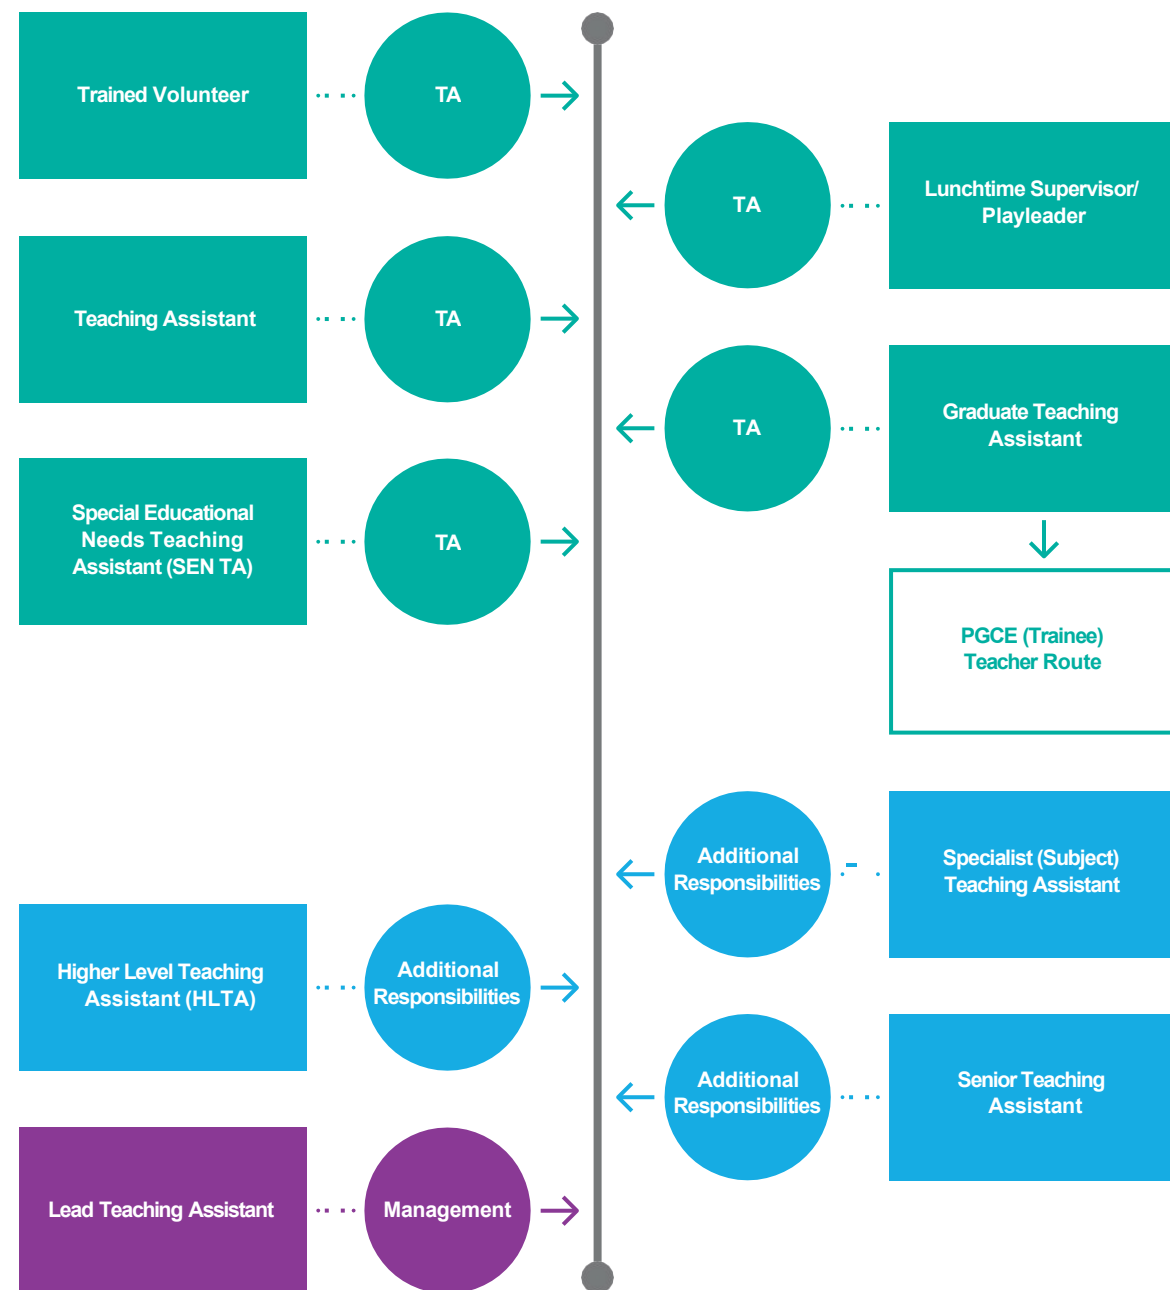 Trained Volunteer
TA
TA
Lunchtime Supervisor/
Playleader
Teaching Assistant
TA
TA
Graduate Teaching
Assistant
Special Educational
Needs Teaching
Assistant (SEN TA)
TA
PGCE (Trainee)
Teacher Route
Additional
Responsibilities
Specialist (Subject)
Teaching Assistant
Higher Level Teaching
Assistant (HLTA)
Additional
Responsibilities
Additional
Responsibilities
Senior Teaching
Assistant
Lead Teaching Assistant
Management